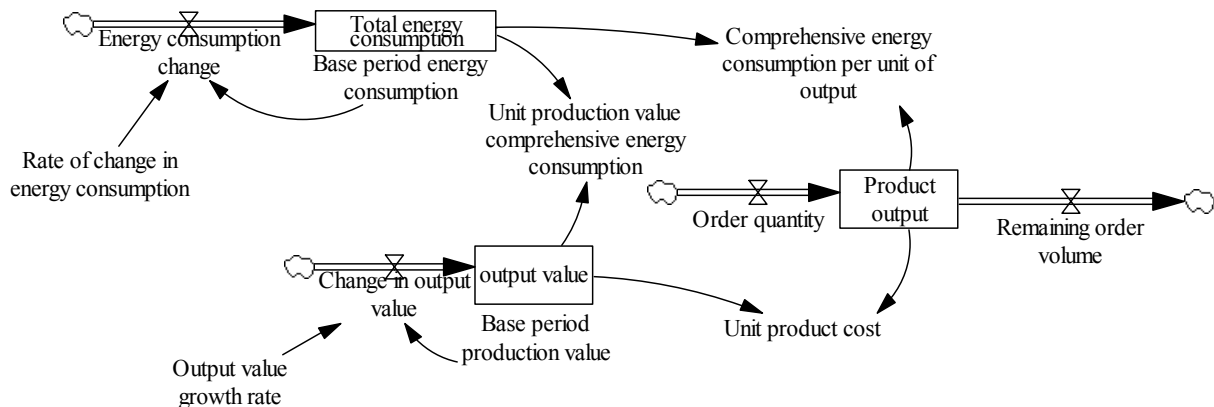 Total energy
consumption
Energy consumption
change
Base period energy
consumption
Comprehensive energy
consumption per unit of
output
Unit production value
comprehensive energy
consumption
Rate of change in
energy consumption
Product
output
Order quantity
Remaining order
volume
output value
Change in output
value
Base period
production value
Unit product cost
Output value
growth rate